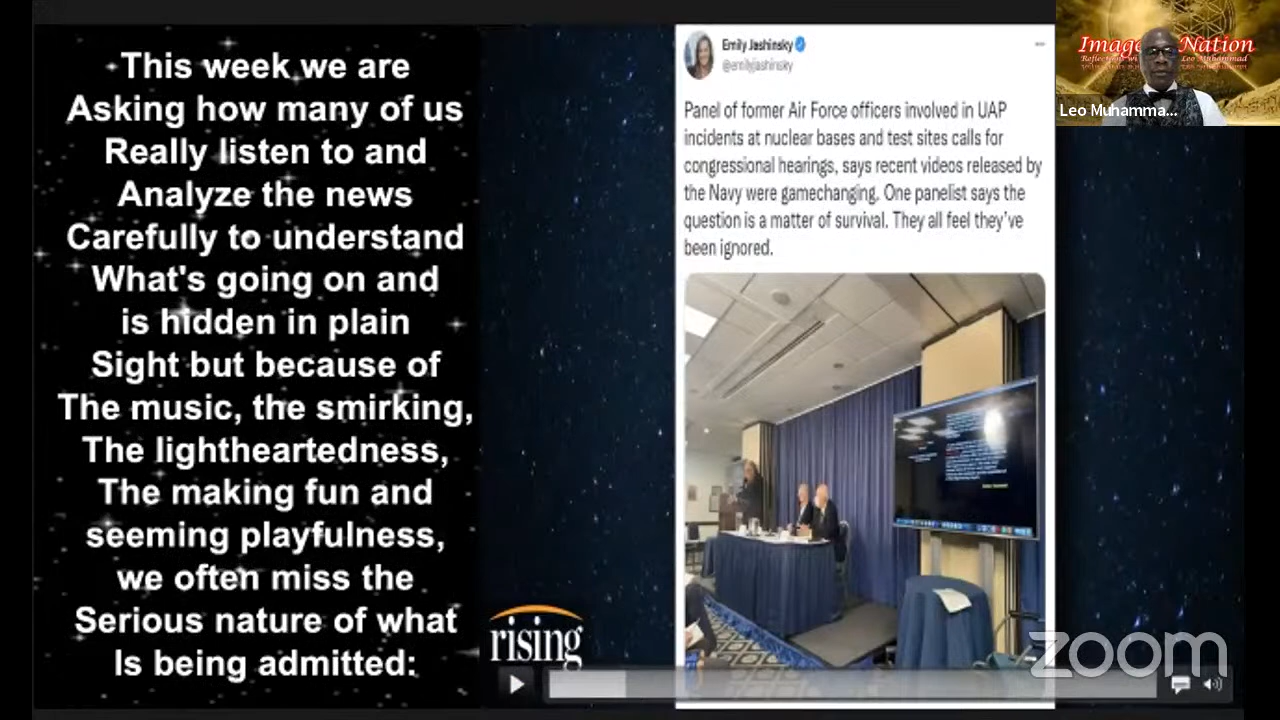 This week we are
Asking how many of us
Really listen to and
Analyze the news
Carefully to understand
What's going on and
is hidden in plain
Sight but because of
The music, the smirking,
The lightheartedness,
The making fun and
seeming playfulness,
we often miss the
Serious nature of what
Is being admitted:
rising
Emily Jashinsky
@emilyjashinsky
Panel of former Air Force officers involved in UAP
incidents at nuclear bases and test sites calls for
congressional hearings, says recent videos released by
the Navy were gamechanging. One panelist says the
question is a matter of survival. They all feel they've
been ignored.
Nation
Leo Muhammad
Leo Muhamma...
zoom